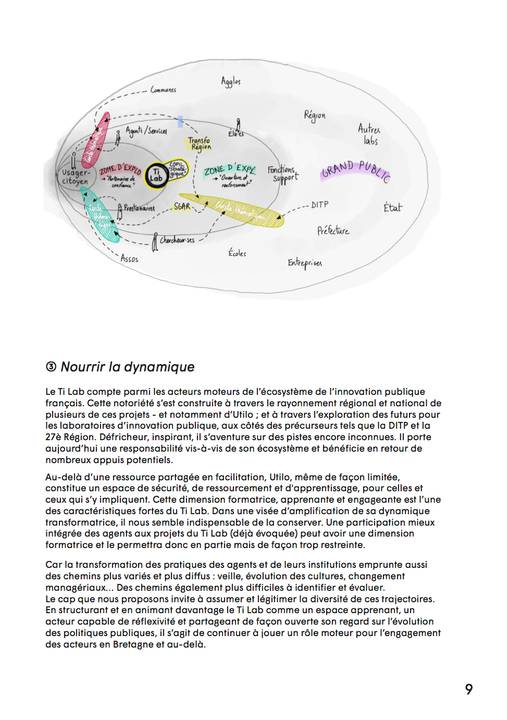 Agglos
Communes
Région
Autres
labs
Agents/Services
Élu·es
Transfo
Région
Usager-
citoyen
ZONE D'EXPLO
Ti
Lab
ZONE D'EXPÉ
Fonctions
Support
GRAND PUBLIC
Prestataires
SGAR
DITP
État
Préfecture
Chercheur·ses
Assos
Écoles
Entreprises
③ Nourrir la dynamique
Le Ti Lab compte parmi les acteurs moteurs de l'écosystème de l'innovation publique
français. Cette notoriété s'est construite à travers le rayonnement régional et national de
plusieurs de ces projets - et notamment d'Utilo ; et à travers l'exploration des futurs pour
les laboratoires d'innovation publique, aux côtés des précurseurs tels que la DITP et la
27è Région. Défricheur, inspirant, il s'aventure sur des pistes encore inconnues. Il porte
aujourd'hui une responsabilité vis-à-vis de son écosystème et bénéficie en retour de
nombreux appuis potentiels.
Au-delà d'une ressource partagée en facilitation, Utilo, même de façon limitée,
constitue un espace de sécurité, de ressourcement et d'apprentissage, pour celles et
ceux qui s'y impliquent. Cette dimension formatrice, apprenante et engageante est l'une
des caractéristiques fortes du Ti Lab. Dans une visée d'amplification de sa dynamique
transformatrice, il nous semble indispensable de la conserver. Une participation mieux
intégrée des agents aux projets du Ti Lab (déjà évoquée) peut avoir une dimension
formatrice et le permettra donc en partie mais de façon trop restreinte.
Car la transformation des pratiques des agents et de leurs institutions emprunte aussi
des chemins plus variés et plus diffus : veille, évolution des cultures, changement
managériaux... Des chemins également plus difficiles à identifier et évaluer.
Le cap que nous proposons invite à assumer et légitimer la diversité de ces trajectoires.
En structurant et en animant davantage le Ti Lab comme un espace apprenant, un
acteur capable de réflexivité et partageant de façon ouverte son regard sur l'évolution
des politiques publiques, il s'agit de continuer à jouer un rôle moteur pour l'engagement
des acteurs en Bretagne et au-delà.
9